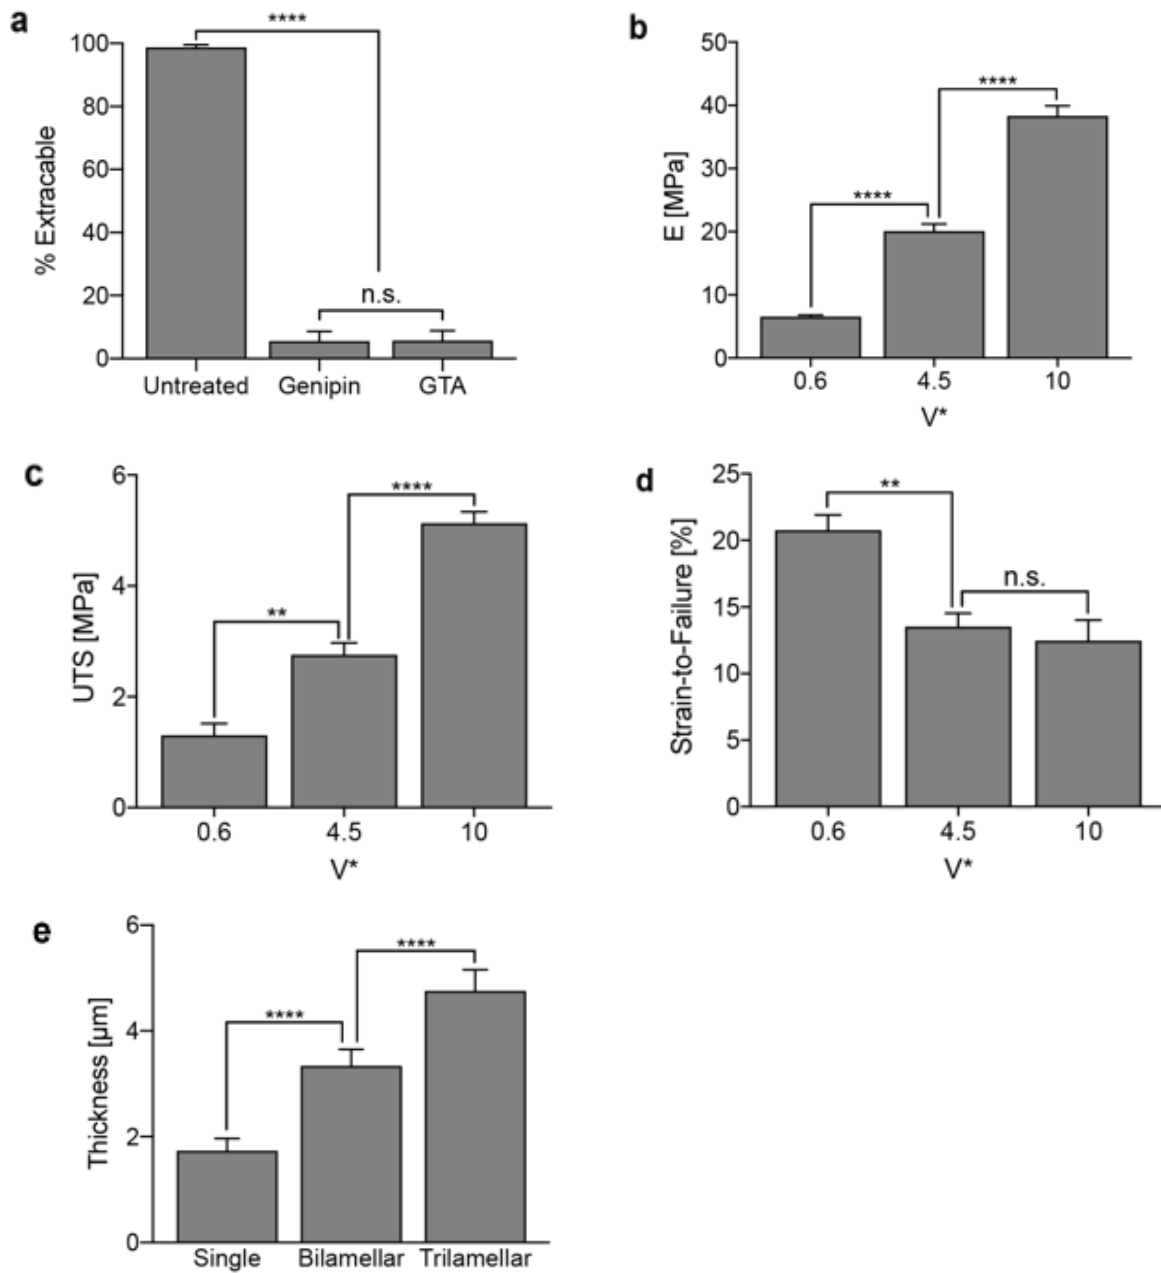 a
****
100
80
60
40
20
0
% Extracable
n.s.
Untreated
Genipin
GTA
b
50
40
30
20
10
0
E [MPa]
****
****
0.6
4.5
10
V*
c
6
4
2
0
UTS [MPa]
**
****
0.6
4.5
10
V*
d
25
20
15
10
5
0
Strain-to-Failure [%]
**
n.s.
0.6
4.5
10
V*
e
6
4
2
0
Thickness [µm]
****
****
Single
Bilamellar
Trilamellar